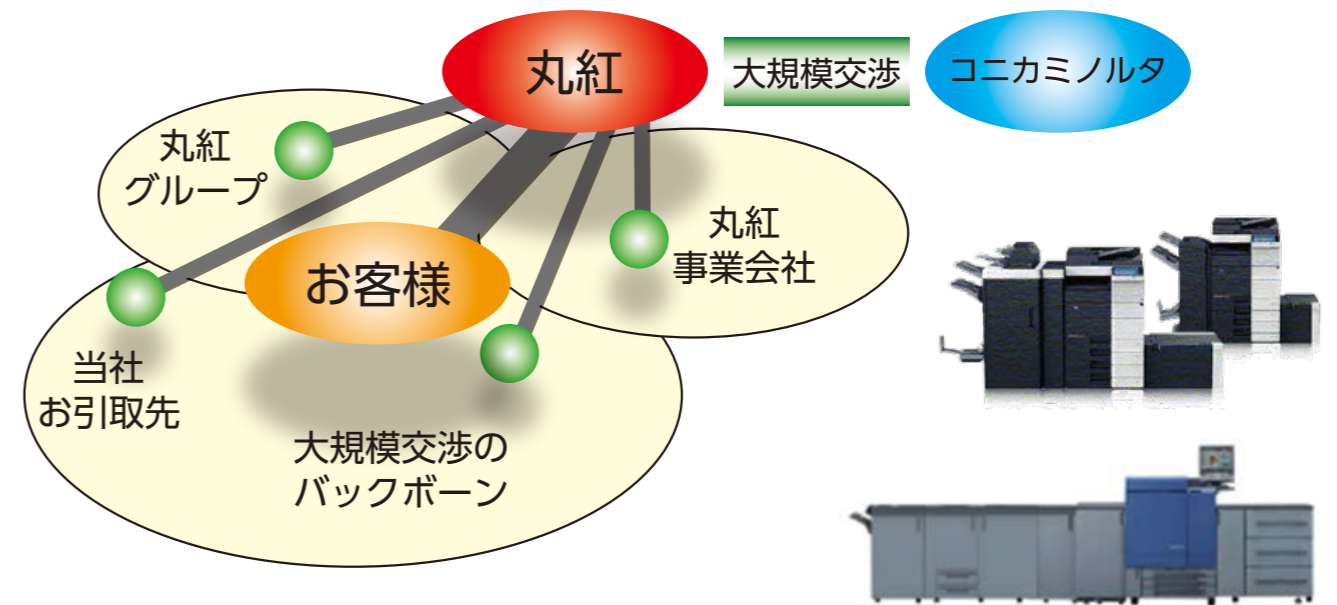 丸紅
大規模交渉
コニカミノルタ
丸紅
グループ
丸紅
事業会社
お客様
当社
お引取先
大規模交渉の
バックボーン